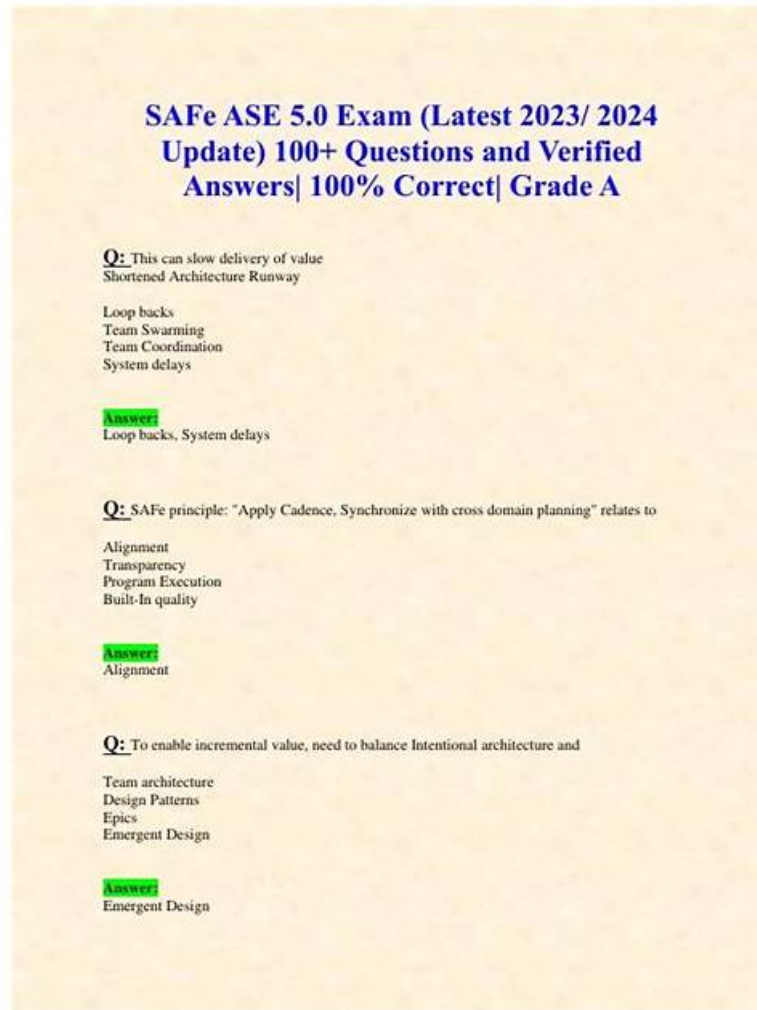 SAFe ASE 5.0 Exam (Latest 2023/ 2024
Update) 100+ Questions and Verified
Answers| 100% Correct| Grade A
Q: This can slow delivery of value
Shortened Architecture Runway
Loop backs
Team Swarming
Team Coordination
System delays
Answer:
Loop backs, System delays
Q: SAFe principle: "Apply Cadence, Synchronize with cross domain planning" relates to
Alignment
Transparency
Program Execution
Built-In quality
Answer:
Alignment
Q: To enable incremental value, need to balance Intentional architecture and
Team architecture
Design Patterns
Epics
Emergent Design
Answer:
Emergent Design